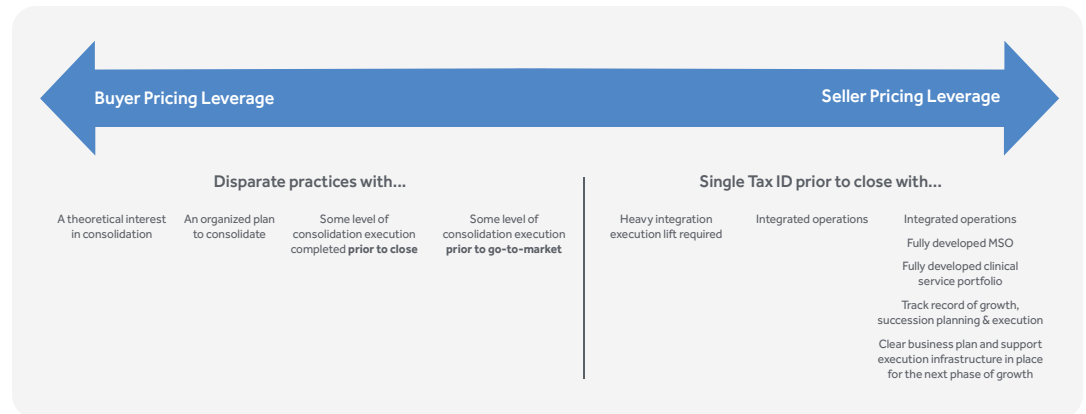 Buyer Pricing Leverage
Seller Pricing Leverage
Disparate practices with...
A theoretical interest
in consolidation
An organized plan
to consolidate
Some level of
consolidation execution
completed prior to close
Some level of
consolidation execution
prior to go-to-market
Single Tax ID prior to close with...
Heavy integration
execution lift required
Integrated operations
Integrated operations
Fully developed MSO
Fully developed clinical
service portfolio
Track record of growth,
succession planning & execution
Clear business plan and support
execution infrastructure in place
for the next phase of growth